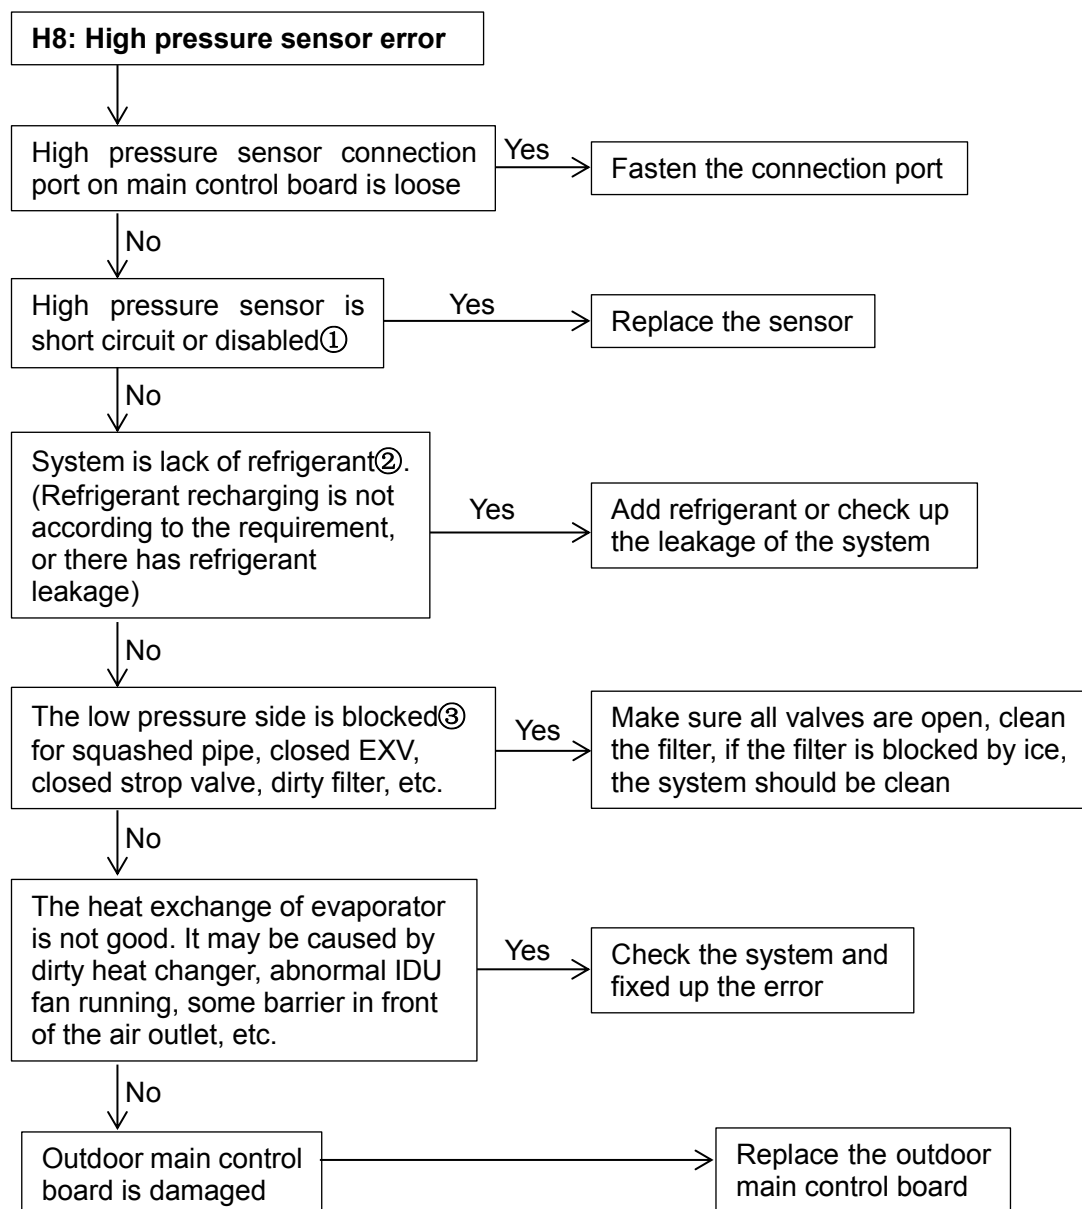 H8: High pressure sensor error
High pressure sensor connection
port on main control board is loose
Yes
Fasten the connection port
No
High pressure sensor is
short circuit or disabled①
Yes
Replace the sensor
No
System is lack of refrigerant②.
(Refrigerant recharging is not
according to the requirement,
or there has refrigerant
leakage)
Yes
Add refrigerant or check up
the leakage of the system
No
The low pressure side is blocked③
for squashed pipe, closed EXV,
closed strop valve, dirty filter, etc.
Yes
Make sure all valves are open, clean
the filter, if the filter is blocked by ice,
the system should be clean
No
The heat exchange of evaporator
is not good. It may be caused by
dirty heat changer, abnormal IDU
fan running, some barrier in front
of the air outlet, etc.
Yes
Check the system and
fixed up the error
No
Outdoor main control
board is damaged
Replace the outdoor
main control board